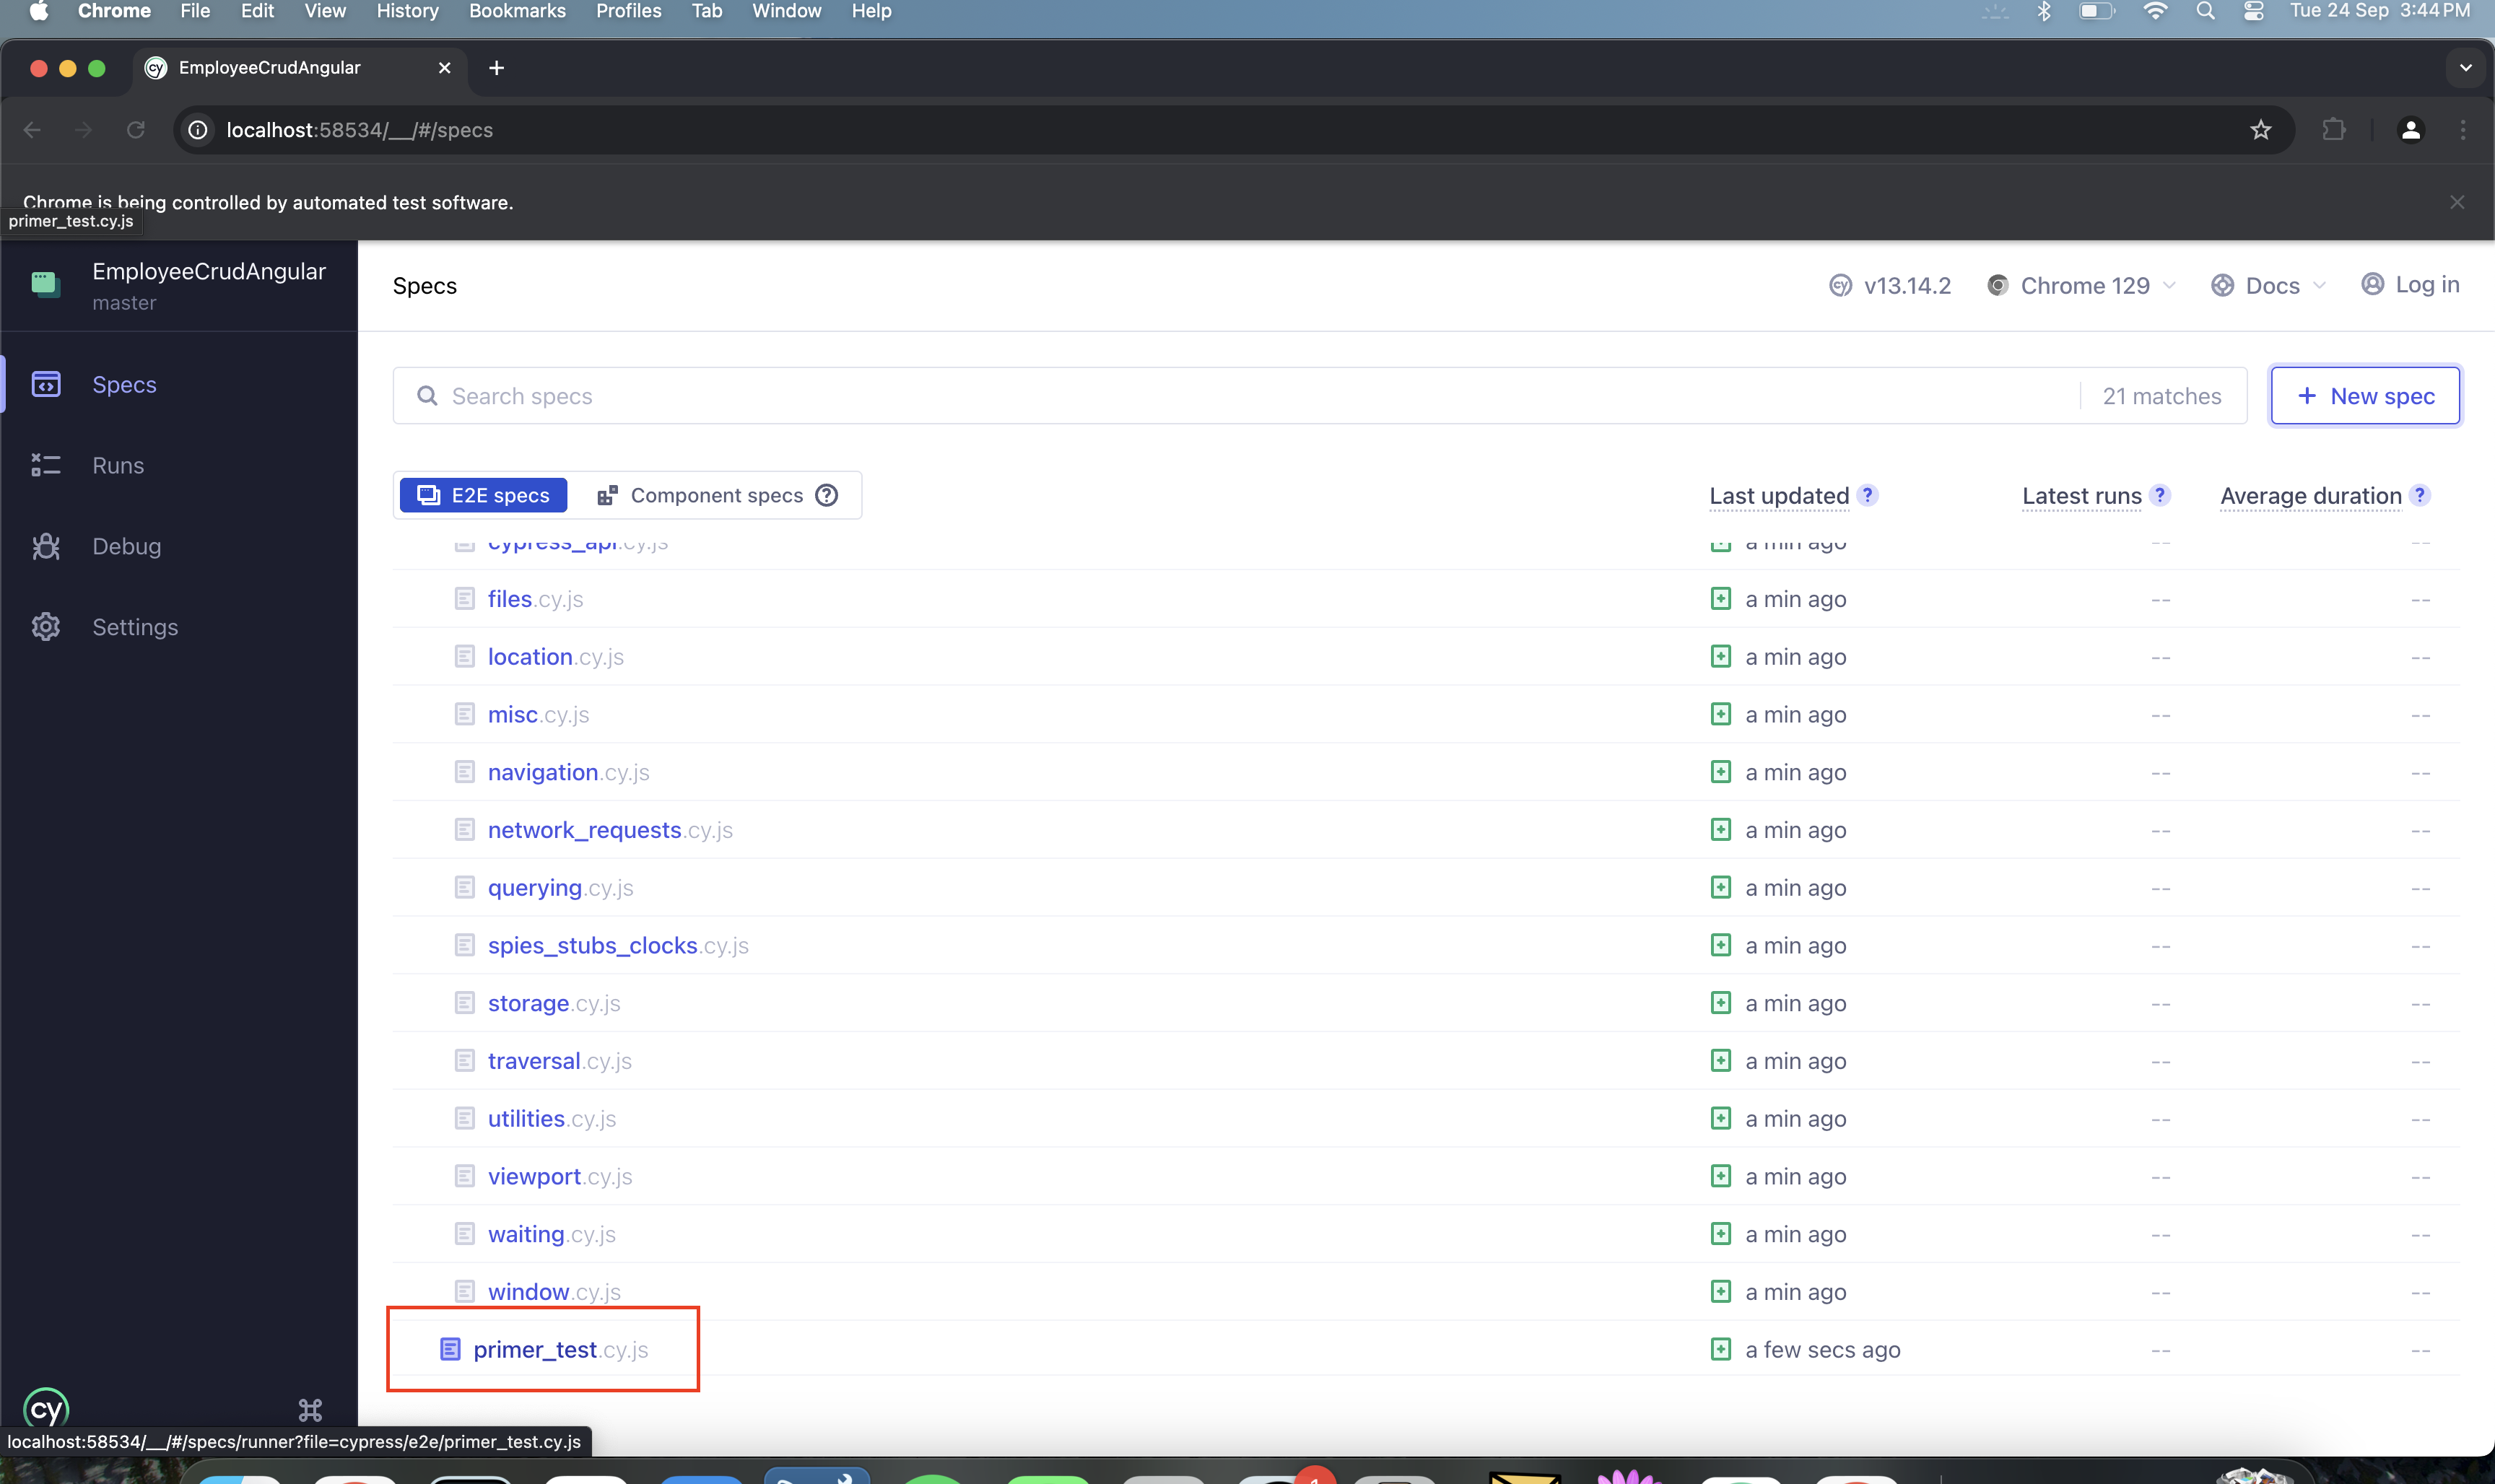 Chrome File Edit View History Bookmarks Profiles Tab Window Help Tue 24 Sep 3:44 PM
EmployeeCrudAngular
localhost:58534/__/#/specs
Chrome is being controlled by automated test software.
primer_test.cy.js
EmployeeCrudAngular
master
Specs
Runs
Debug
Settings
cy
Specs v13.14.2 Chrome 129 Docs Log in
Search specs 21 matches + New spec
E2E specs Component specs ? Last updated ? Latest runs ? Average duration ?
cypress_api.cy.js a min ago -- --
files.cy.js a min ago -- --
location.cy.js a min ago -- --
misc.cy.js a min ago -- --
navigation.cy.js a min ago -- --
network_requests.cy.js a min ago -- --
querying.cy.js a min ago -- --
spies_stubs_clocks.cy.js a min ago -- --
storage.cy.js a min ago -- --
traversal.cy.js a min ago -- --
utilities.cy.js a min ago -- --
viewport.cy.js a min ago -- --
waiting.cy.js a min ago -- --
window.cy.js a min ago -- --
primer_test.cy.js a few secs ago -- --
localhost:58534/__/#/specs/runner?file=cypress/e2e/primer_test.cy.js